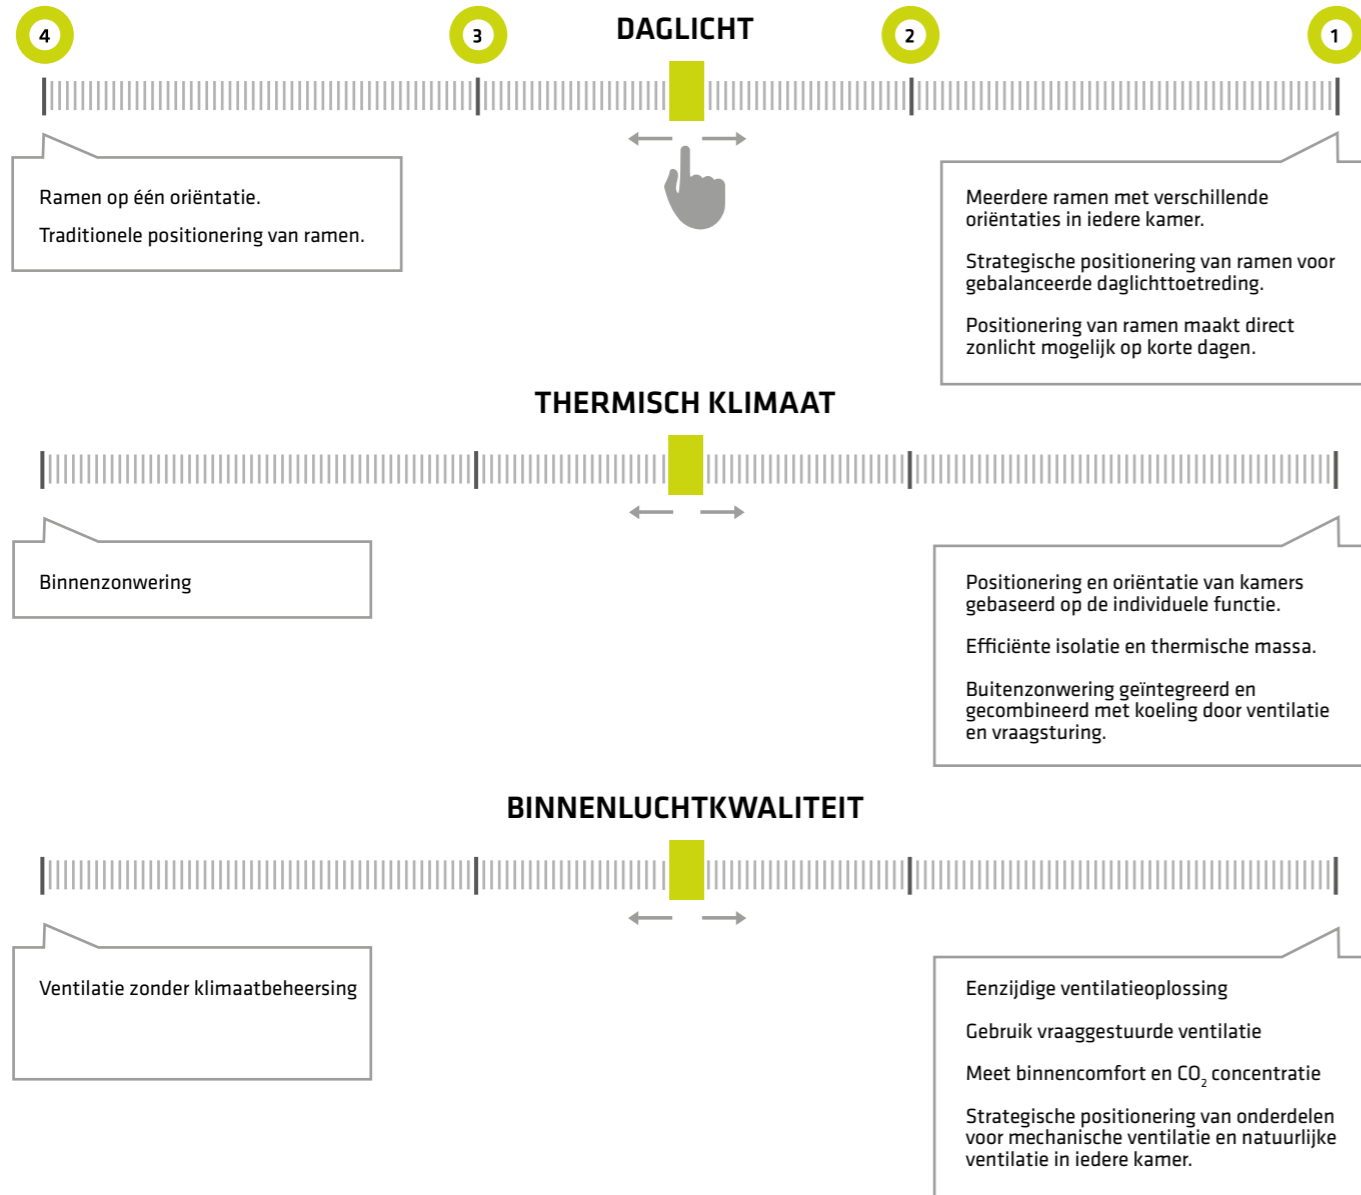 DAGLICHT
4
3
2
1
Ramen op één oriëntatie.
Traditionele positionering van ramen.
Meerdere ramen met verschillende
oriëntaties in iedere kamer.
Strategische positionering van ramen voor
gebalanceerde daglichttoetreding.
Positionering van ramen maakt direct
zonlicht mogelijk op korte dagen.
THERMISCH KLIMAAT
Binnenzonwering
Positionering en oriëntatie van kamers
gebaseerd op de individuele functie.
Efficiënte isolatie en thermische massa.
Buitenzonwering geïntegreerd en
gecombineerd met koeling door ventilatie
en vraagsturing.
BINNENLUCHTKWALITEIT
Ventilatie zonder klimaatbeheersing
Eenzijdige ventilatieoplossing
Gebruik vraaggestuurde ventilatie
Meet binnencomfort en CO₂ concentratie
Strategische positionering van onderdelen
voor mechanische ventilatie en natuurlijke
ventilatie in iedere kamer.